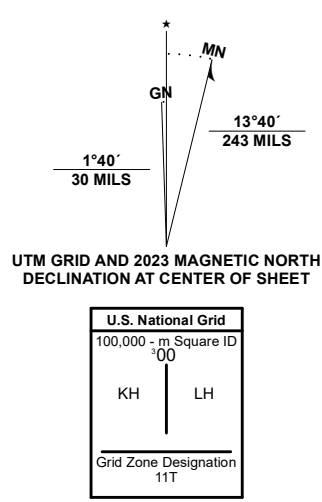 ★
MN
GN
13°40´
243 MILS
1°40´
30 MILS
UTM GRID AND 2023 MAGNETIC NORTH
DECLINATION AT CENTER OF SHEET
U.S. National Grid
100,000 - m Square ID
³00
KH LH
Grid Zone Designation
11T